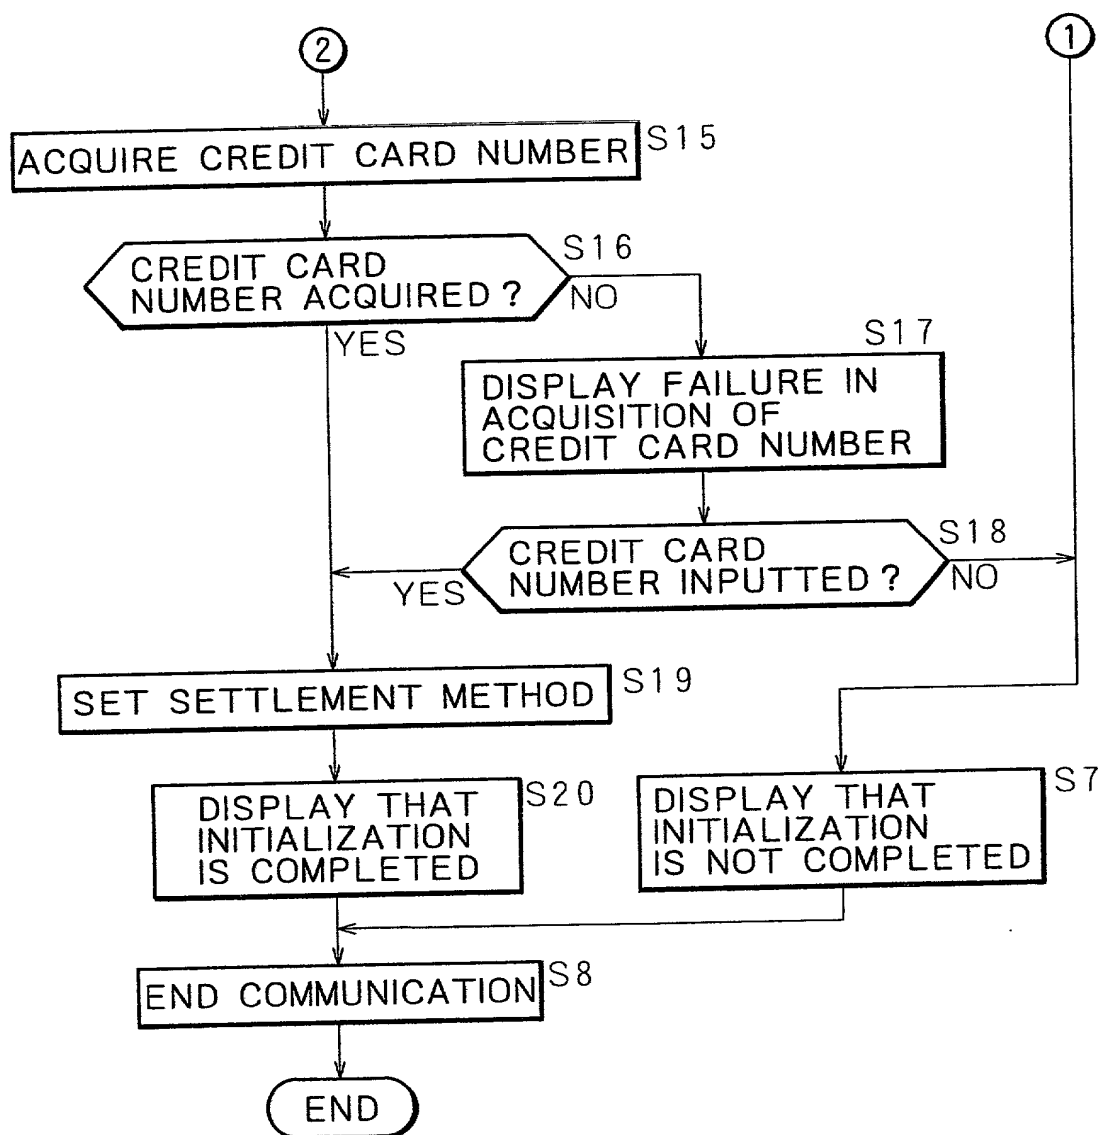 2
1
ACQUIRE CREDIT CARD NUMBER
S15
CREDIT CARD
NUMBER ACQUIRED?
S16
NO
YES
S17
DISPLAY FAILURE IN
ACQUISITION OF
CREDIT CARD NUMBER
CREDIT CARD
NUMBER INPUTTED?
S18
NO
YES
SET SETTLEMENT METHOD
S19
DISPLAY THAT
INITIALIZATION
IS COMPLETED
S20
DISPLAY THAT
INITIALIZATION
IS NOT COMPLETED
S7
END COMMUNICATION
S8
END